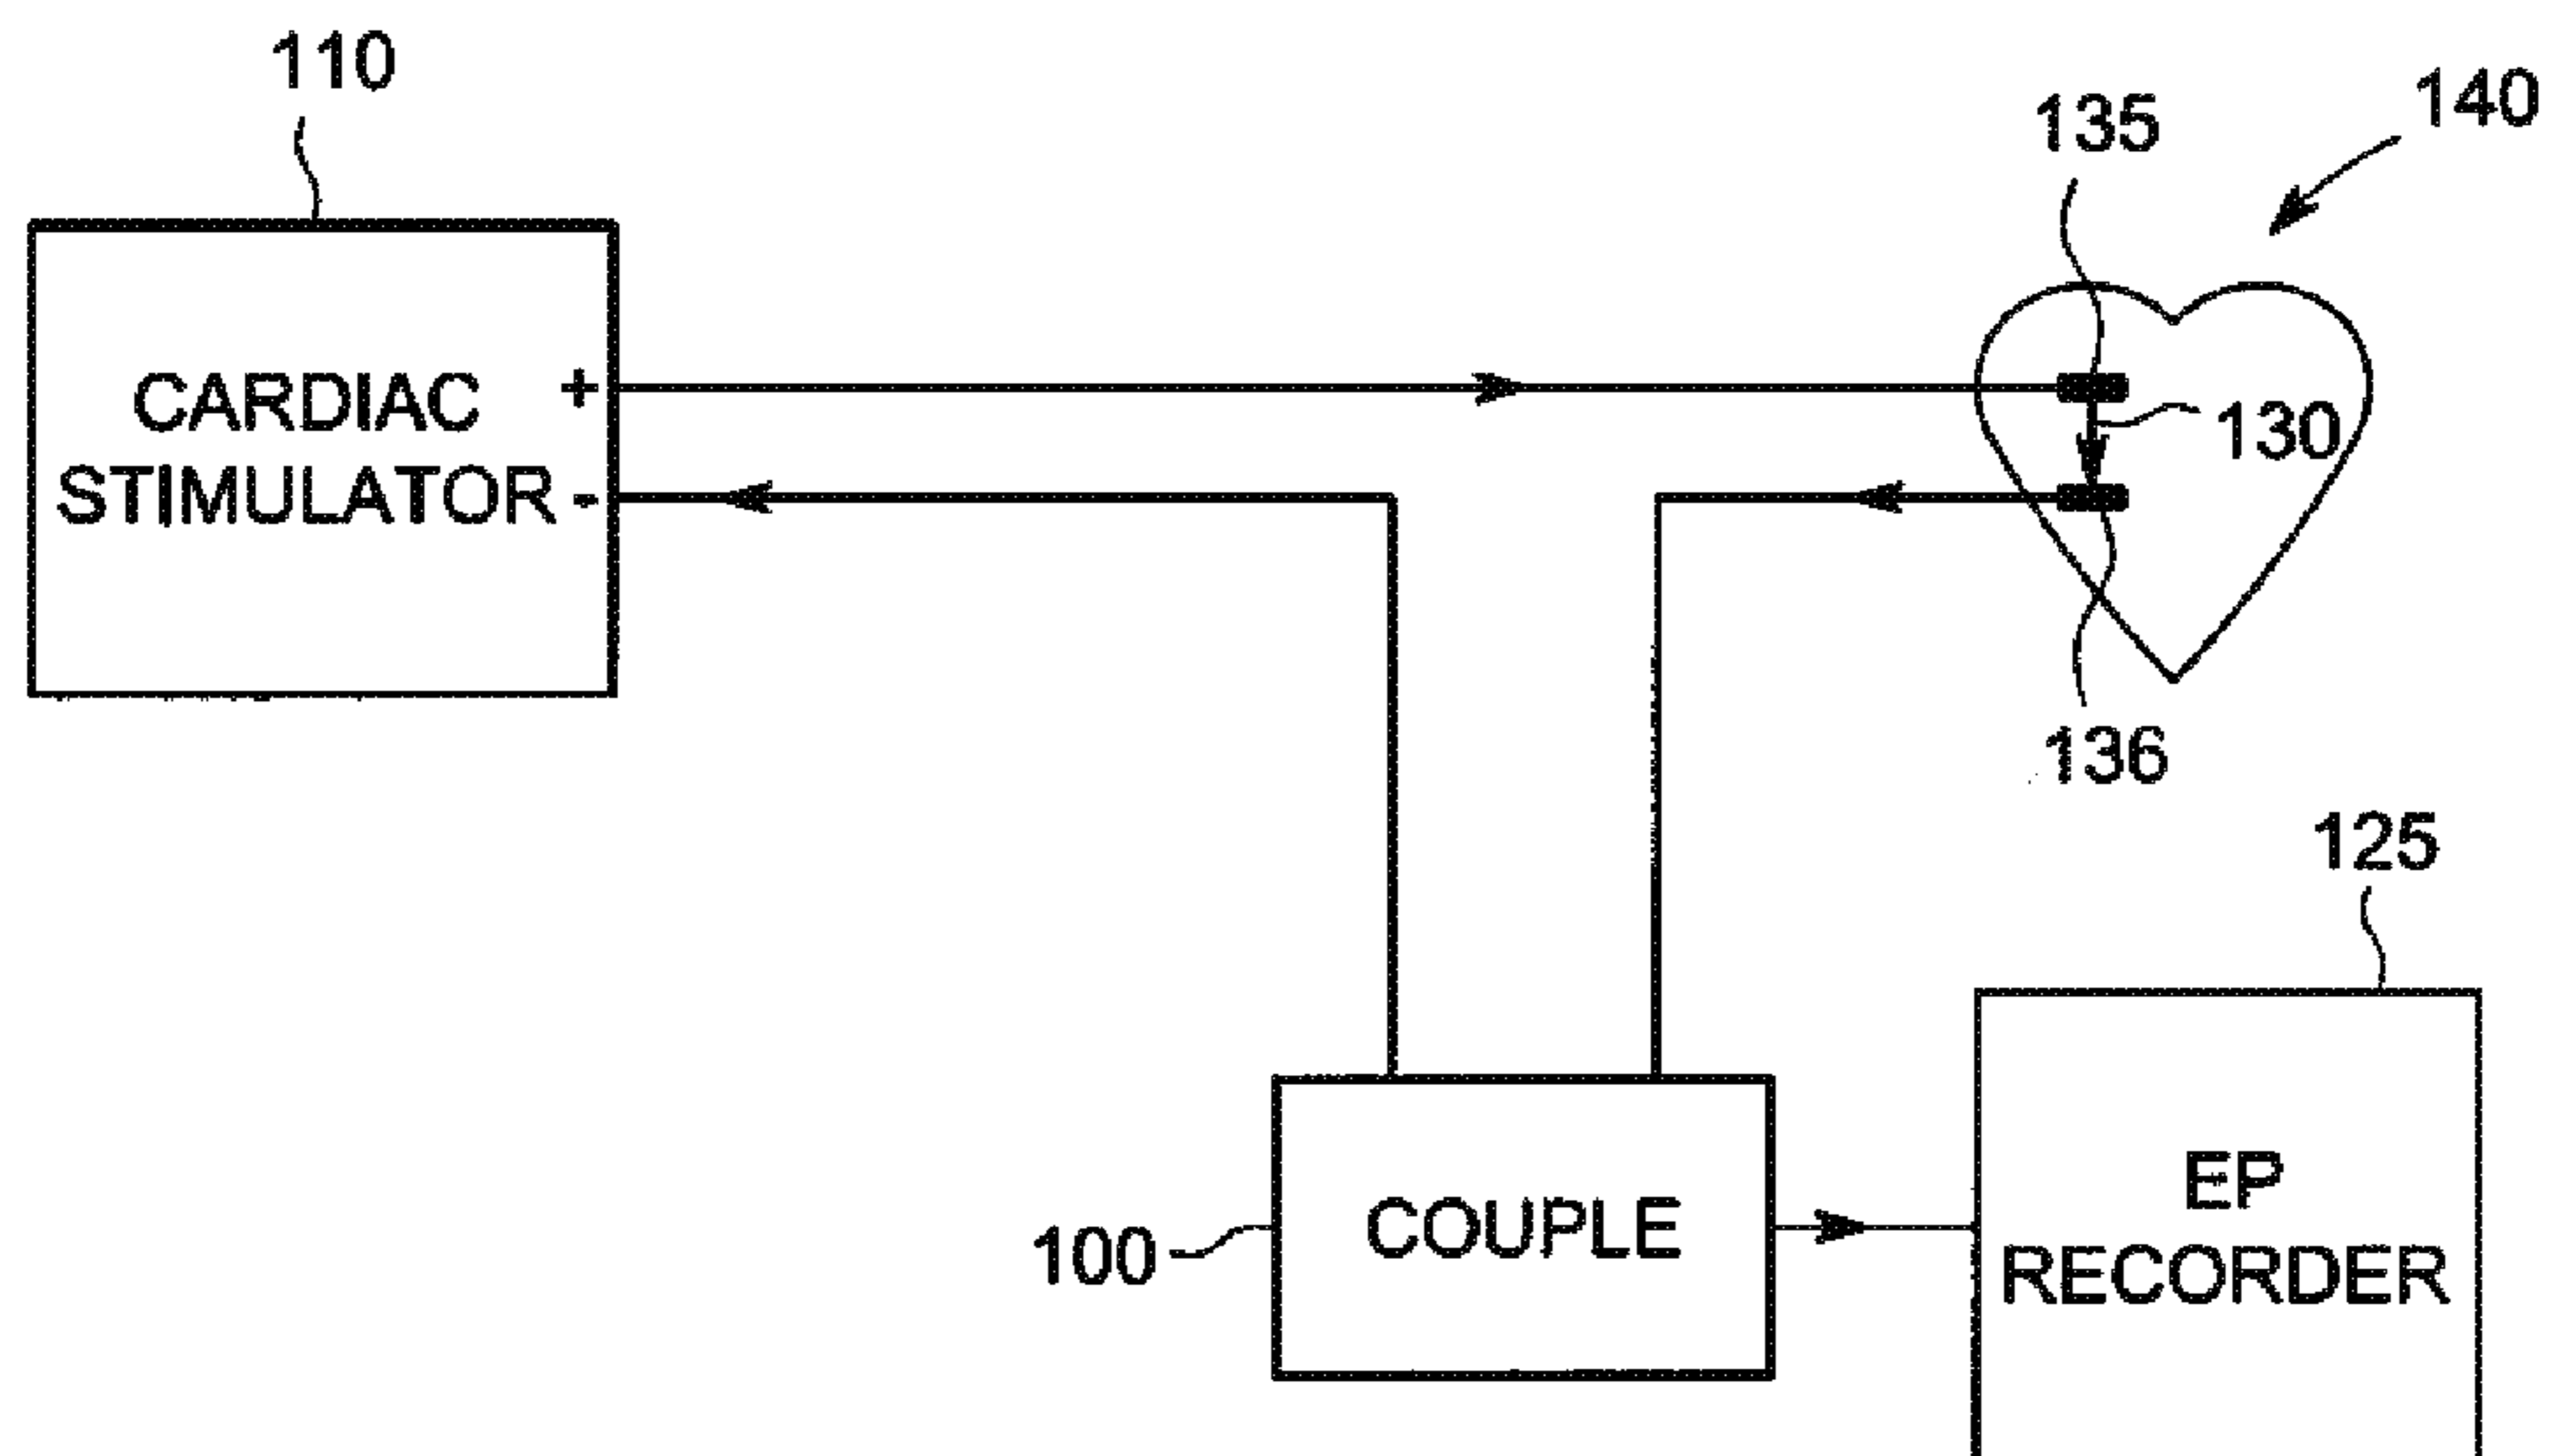 110
135
140
CARDIAC +
STIMULATOR -
130
136
125
100
COUPLE
EP
RECORDER